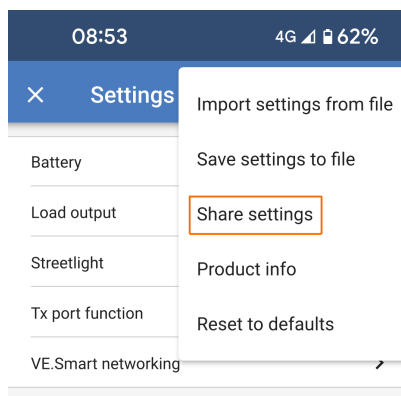 08:53 4G 62%
Settings
Import settings from file
Save settings to file
Share settings
Product info
Reset to defaults
Battery
Load output
Streetlight
Tx port function
VE.Smart networking